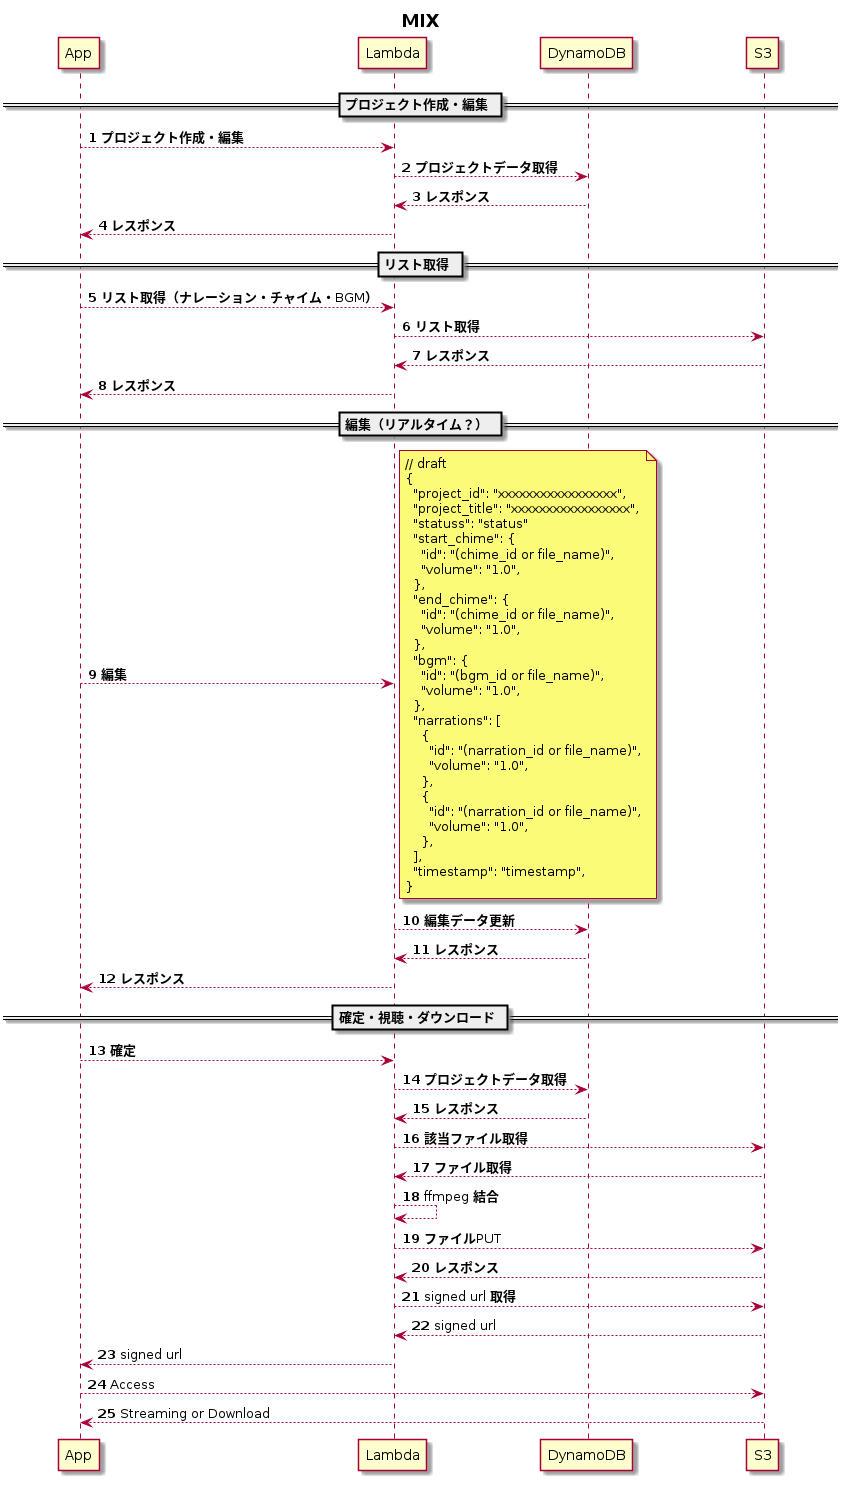 MIX
App Lambda DynamoDB S3
プロジェクト作成・編集
1 プロジェクト作成・編集
2 プロジェクトデータ取得
3 レスポンス
4 レスポンス
リスト取得
5 リスト取得（ナレーション・チャイム・BGM）
6 リスト取得
7 レスポンス
8 レスポンス
編集（リアルタイム？）
// draft
{
"project_id": "xxxxxxxxxxxxxxxxx",
"project_title": "xxxxxxxxxxxxxxxxx",
"statuss": "status"
"start_chime": {
"id": "(chime_id or file_name)",
"volume": "1.0",
},
"end_chime": {
"id": "(chime_id or file_name)",
"volume": "1.0",
},
"bgm": {
"id": "(bgm_id or file_name)",
"volume": "1.0",
},
"narrations": [
{
"id": "(narration_id or file_name)",
"volume": "1.0",
},
{
"id": "(narration_id or file_name)",
"volume": "1.0",
},
],
"timestamp": "timestamp",
}
9 編集
10 編集データ更新
11 レスポンス
12 レスポンス
確定・視聴・ダウンロード
13 確定
14 プロジェクトデータ取得
15 レスポンス
16 該当ファイル取得
17 ファイル取得
18 ffmpeg 結合
19 ファイルPUT
20 レスポンス
21 signed url 取得
22 signed url
23 signed url
24 Access
25 Streaming or Download
App Lambda DynamoDB S3